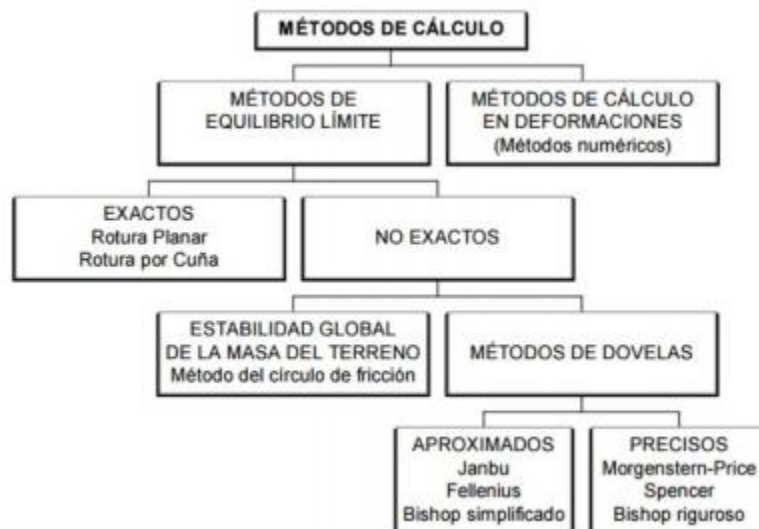 MÉTODOS DE CÁLCULO
MÉTODOS DE
EQUILIBRIO LÍMITE
MÉTODOS DE CÁLCULO
EN DEFORMACIONES
(Métodos numéricos)
EXACTOS
Rotura Planar
Rotura por Cuña
NO EXACTOS
ESTABILIDAD GLOBAL
DE LA MASA DEL TERRENO
Método del círculo de fricción
MÉTODOS DE DOVELAS
APROXIMADOS
Janbu
Fellenius
Bishop simplificado
PRECISOS
Morgenstern-Price
Spencer
Bishop riguroso